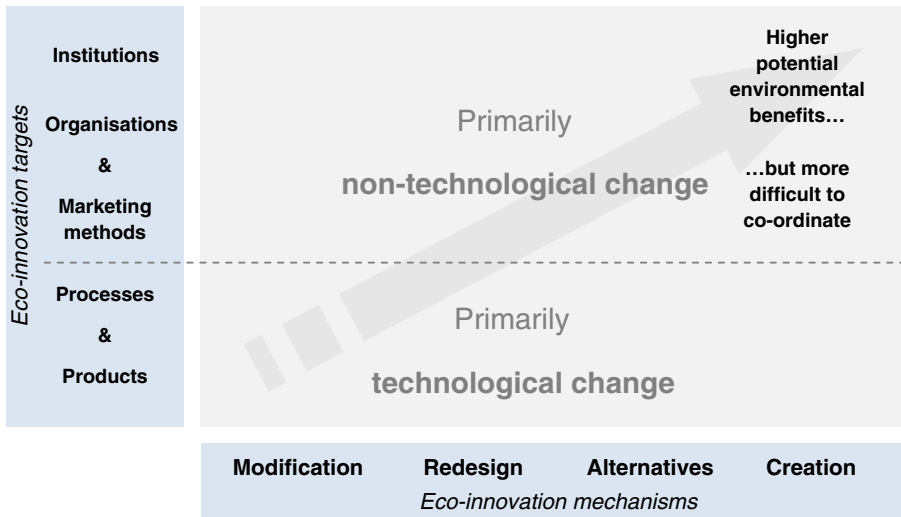 Eco-innovation targets
Institutions
Organisations
&
Marketing
methods
Processes
&
Products
Primarily
non-technological change
Higher
potential
environmental
benefits…
…but more
difficult to
co-ordinate
Primarily
technological change
Modification Redesign Alternatives Creation
Eco-innovation mechanisms